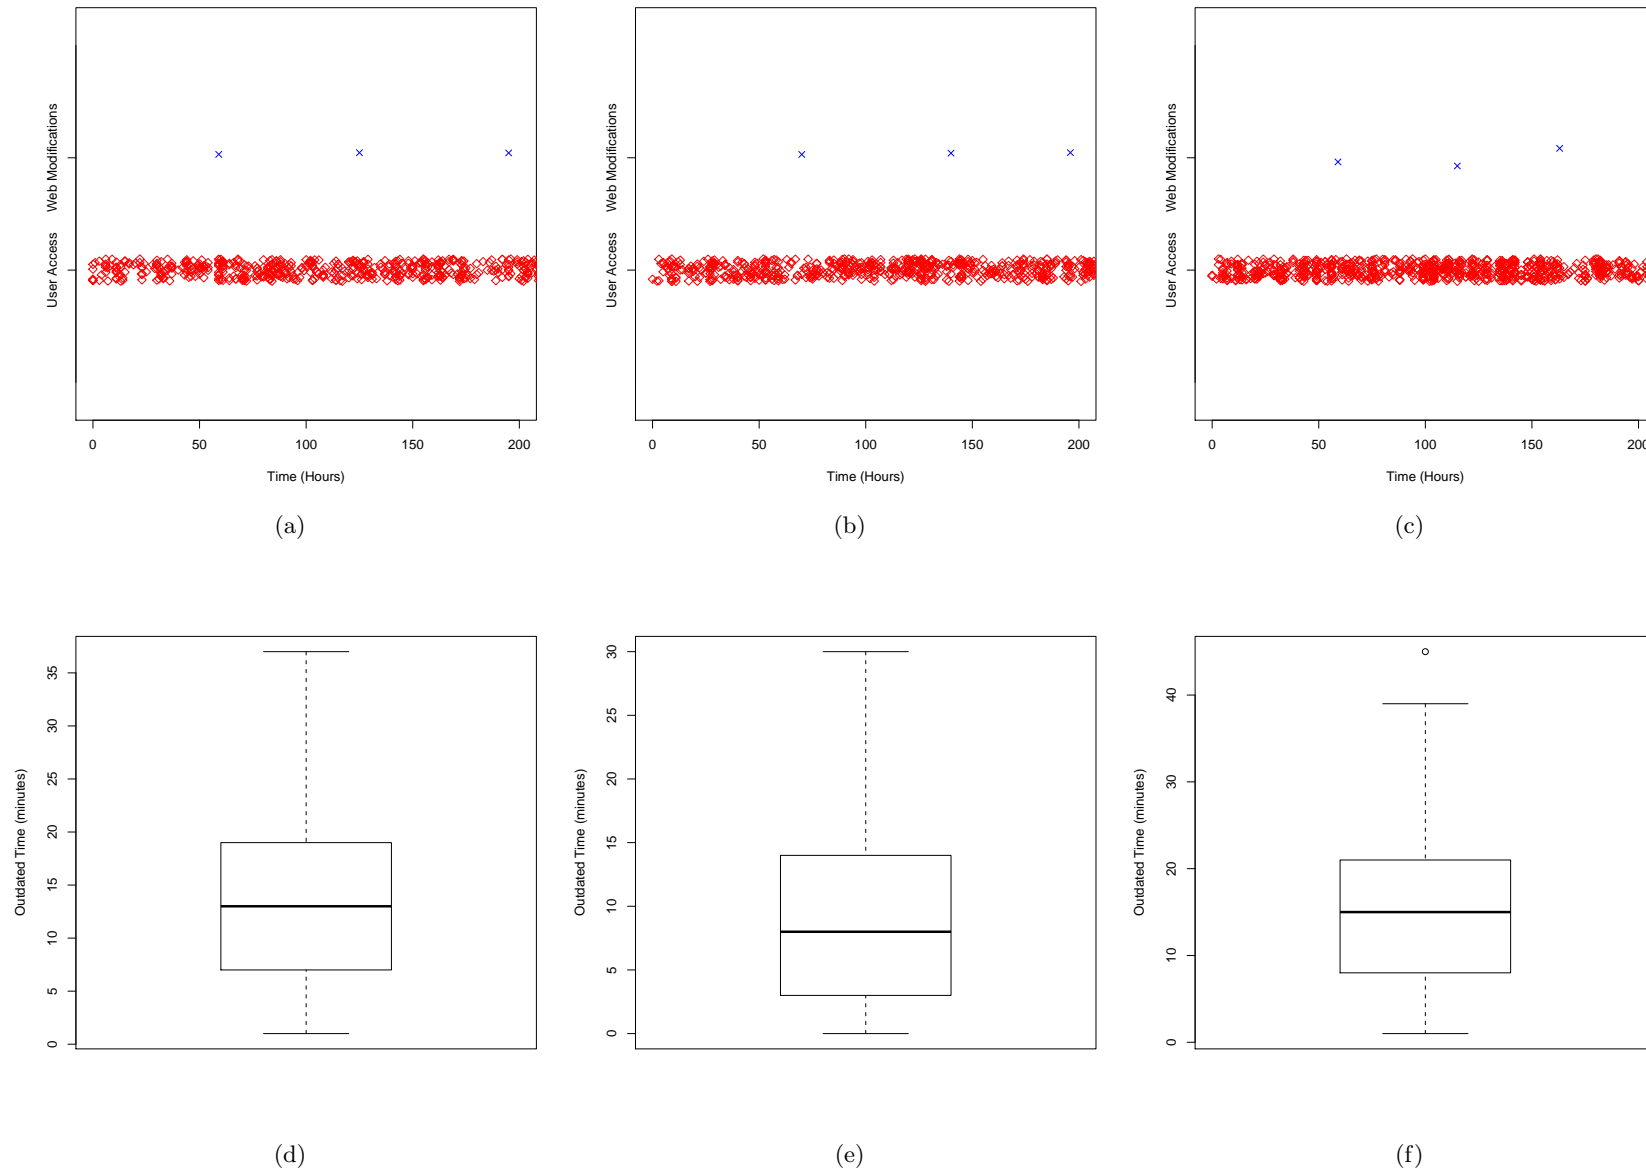 Web Modifications
User Access
0 50 100 150 200
Time (Hours)
(a)
Web Modifications
User Access
0 50 100 150 200
Time (Hours)
(b)
Web Modifications
User Access
0 50 100 150 200
Time (Hours)
(c)
Outdated Time (minutes)
35
30
25
20
15
10
5
0
(d)
Outdated Time (minutes)
30
25
20
15
10
5
0
(e)
Outdated Time (minutes)
40
30
20
10
0
(f)